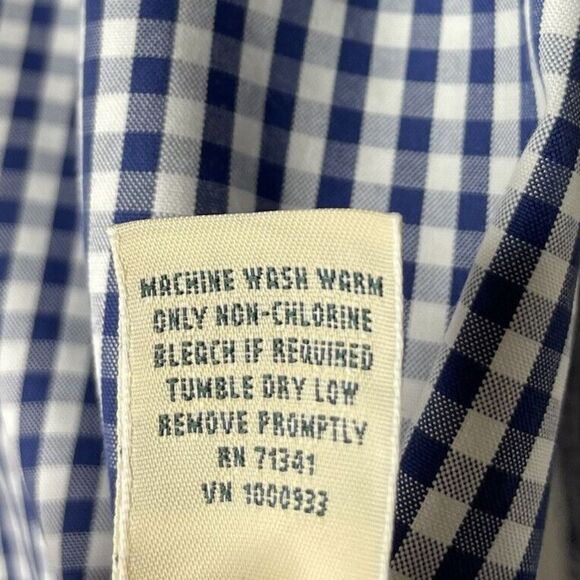 MACHINE WASH WARM
ONLY NON-CHLORINE
BLEACH IF REQUIRED
TUMBLE DRY LOW
REMOVE PROMPTLY
RN 71341
VN 1000933